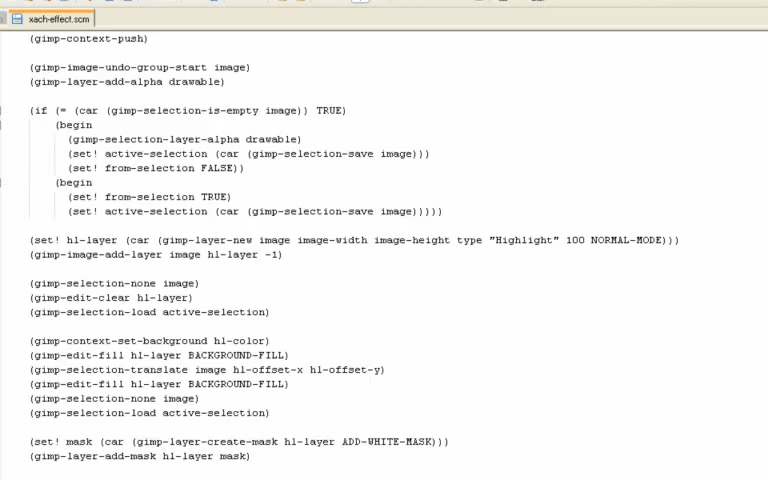 xach-effect.scm
(gimp-context-push)
(gimp-image-undo-group-start image)
(gimp-layer-add-alpha drawable)
(if (= (car (gimp-selection-is-empty image)) TRUE)
(begin
(gimp-selection-layer-alpha drawable)
(set! active-selection (car (gimp-selection-save image)))
(set! from-selection FALSE))
(begin
(set! from-selection TRUE)
(set! active-selection (car (gimp-selection-save image)))))
(set! hl-layer (car (gimp-layer-new image image-width image-height type "Highlight" 100 NORMAL-MODE)))
(gimp-image-add-layer image hl-layer -1)
(gimp-selection-none image)
(gimp-edit-clear hl-layer)
(gimp-selection-load active-selection)
(gimp-context-set-background hl-color)
(gimp-edit-fill hl-layer BACKGROUND-FILL)
(gimp-selection-translate image hl-offset-x hl-offset-y)
(gimp-edit-fill hl-layer BACKGROUND-FILL)
(gimp-selection-none image)
(gimp-selection-load active-selection)
(set! mask (car (gimp-layer-create-mask hl-layer ADD-WHITE-MASK)))
(gimp-layer-add-mask hl-layer mask)